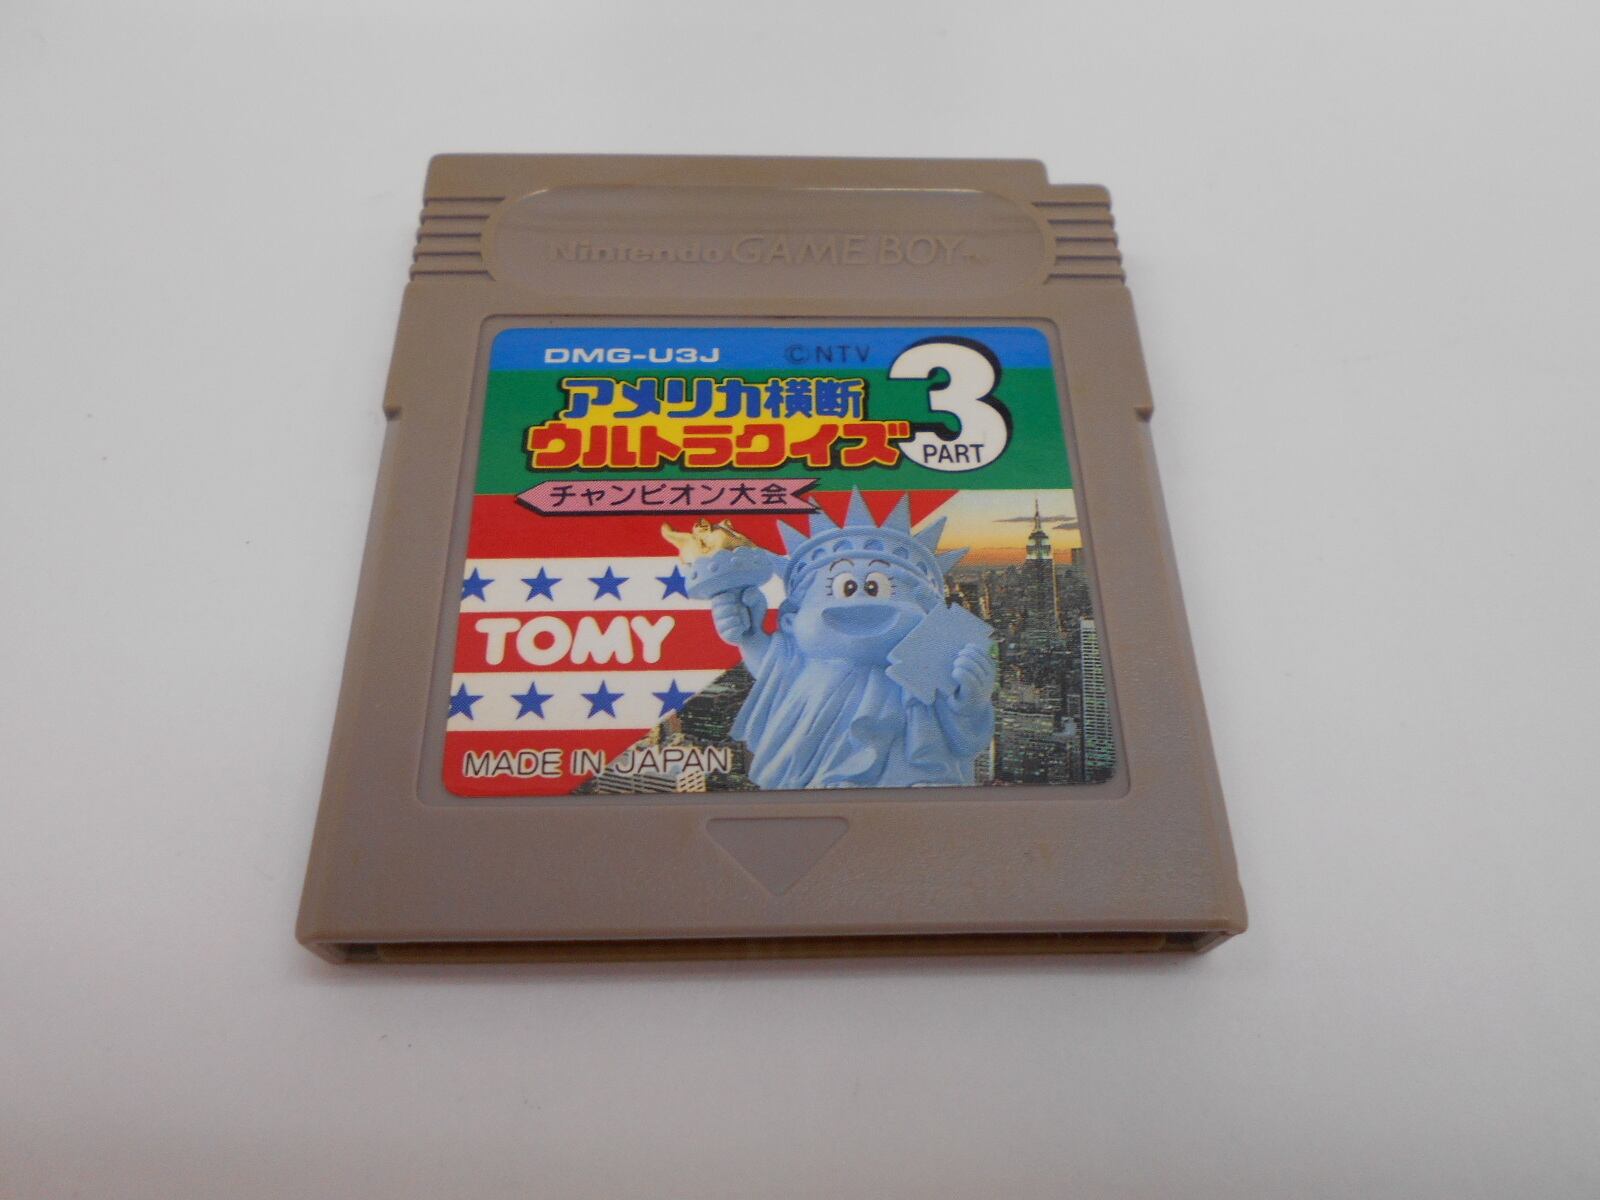 Nintendo GAME BOY TM
DMG-U3J ©NTV
アメリカ横断
ウルトラクイズ
3
PART
チャンピオン大会
TOMY
MADE IN JAPAN